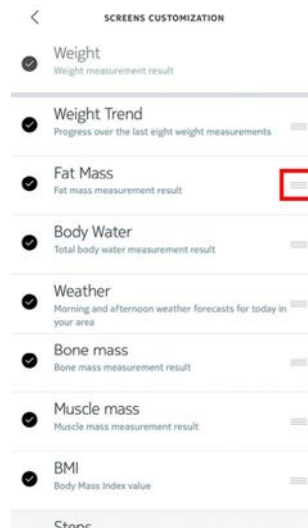 SCREENS CUSTOMIZATION
Weight
Weight measurement result
Weight Trend
Progress over the last eight weight measurements
Fat Mass
Fat mass measurement result
Body Water
Total body water measurement result
Weather
Morning and afternoon weather forecasts for today in
your area
Bone mass
Bone mass measurement result
Muscle mass
Muscle mass measurement result
BMI
Body Mass Index value
Steps